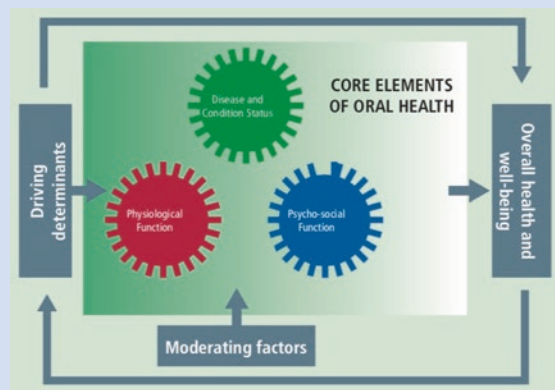 CORE ELEMENTS
OF ORAL HEALTH
Disease and
Condition Status
Physiological
Function
Psycho-social
Function
Driving
determinants
Overall health and
well-being
Moderating factors